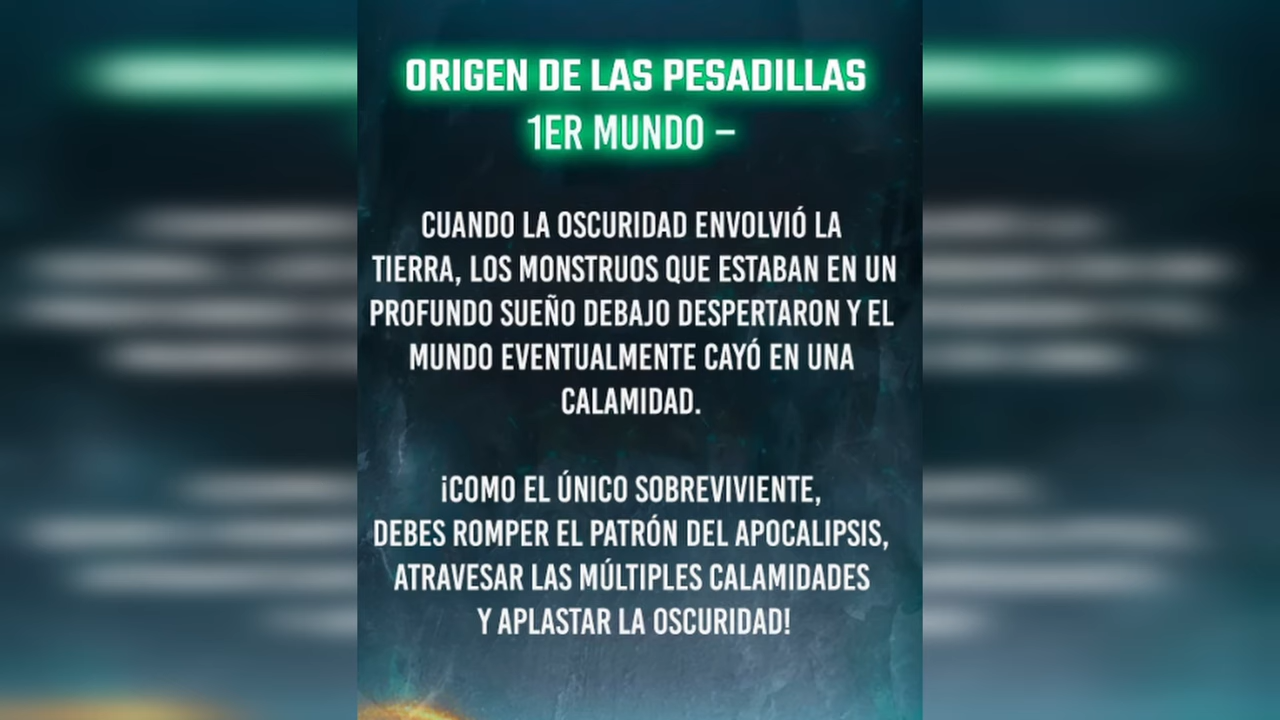 ORIGEN DE LAS PESADILLAS
1ER MUNDO –
CUANDO LA OSCURIDAD ENVOLVIÓ LA
TIERRA, LOS MONSTRUOS QUE ESTABAN EN UN
PROFUNDO SUEÑO DEBAJO DESPERTARON Y EL
MUNDO EVENTUALMENTE CAYÓ EN UNA
CALAMIDAD.
¡COMO EL ÚNICO SOBREVIVIENTE,
DEBES ROMPER EL PATRÓN DEL APOCALIPSIS,
ATRAVESAR LAS MÚLTIPLES CALAMIDADES
Y APLASTAR LA OSCURIDAD!